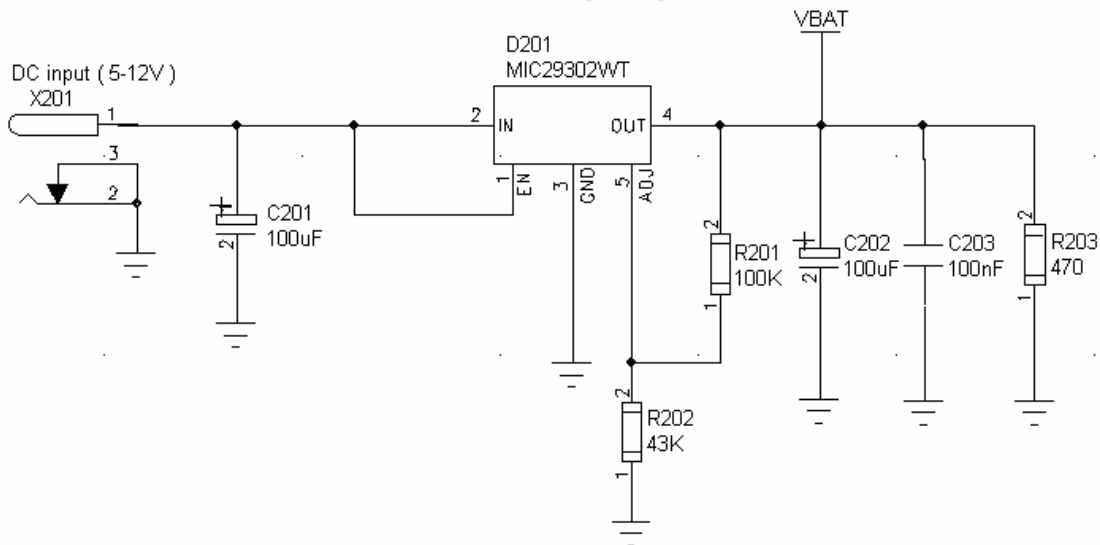 VBAT
D201
MIC29302WT
DC input ( 5-12V )
X201
1
2
IN
OUT
4
3
2
1
EN
3
GND
5
ADJ
+
C201
100uF
2
2
R201
100K
1
+
C202
100uF
2
C203
100nF
2
R203
470
1
2
R202
43K
1